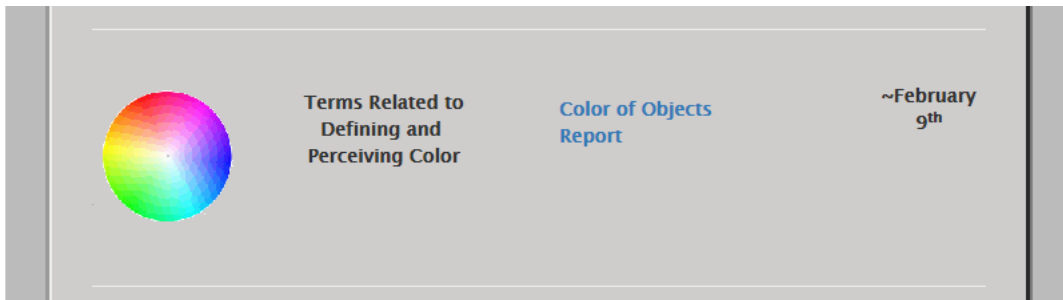 Terms Related to
Defining and
Perceiving Color
Color of Objects
Report
~February
9th